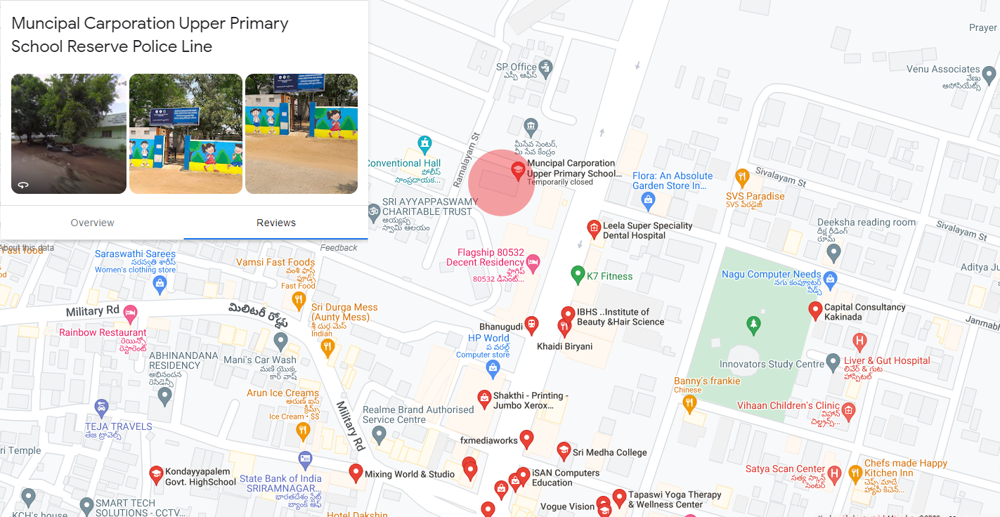 Muncipal Carporation Upper Primary
School Reserve Police Line
Overview
Reviews
About this data
Feedback
Fast food
Prayer
SP Office
ఎస్పీ ఆఫీస్
Venu Associates
వేణు
అసోసియేట్స్
Ramalayam St
మీసేవ సెంటర్,
మీ సేవ కేంద్రం
Conventional Hall
పోలీస్
సాంప్రదాయక...
Muncipal Carporation
Upper Primary School...
Temporarily closed
Flora: An Absolute
Garden Store In...
Sivalayam St
SVS Paradise
SVS పేరడైజ్
SRI AYYAPPASWAMY
CHARITABLE TRUST
అయ్యప్ప
స్వామి ఆలయం
Leela Super Speciality
Dental Hospital
Deeksha reading room
దీక్ష రీడింగ్
రూమ్
Sivalayam St
Saraswathi Sarees
సరస్వతి శారీస్
Women's clothing store
Vamsi Fast Foods
వంశి ఫాస్ట్
ఫుడ్స్
Fast Food
Flagship 80532
Decent Residency
ఫ్లాగిప్
80532 డీసెంట్...
K7 Fitness
Nagu Computer Needs
నగు కంప్యూటర్
నీడ్స్
Aditya Ju
Military Rd
మిలిటరీ రోడ్డు
Rainbow Restaurant
రెయిన్బో
రెస్టారెంట్
Sri Durga Mess
(Aunty Mess)
శ్రీ దుర్గ మేస్
Indian
Bhanugudi
IBHS ..Institute of
Beauty &Hair Science
Khaidi Biryani
Capital Consultancy
Kakinada
Janmabh
HP World
ప వరల్డ్
Computer store
ABHINANDANA
RESIDENCY
అభినందన
రెసిడెన్సీ
Mani's Car Wash
మణి యొక్క
కార్ వాష్
Innovators Study Centre
Liver & Gut Hospital
లివర్ & గుట
హాస్పిటల్
Arun Ice Creams
అరుణ్ ఐస్
క్రీమ్స్
Ice Cream • $$
Shakthi - Printing -
Jumbo Xerox...
Banny's frankie
Chinese
Vihaan Children's Clinic
విహాన్
చిల్డ్రన్స్...
TEJA TRAVELS
తేజ ట్రావెల్స్
Military Rd
Realme Brand Authorised
Service Centre
fxmediaworks
Sri Medha College
ri Temple
Kondayyapalem
Govt. HighSchool
State Bank of India
SRIRAMNAGAR...
భారతదేశం స్టేట్
బ్యాంక్ ఆఫ్
Mixing World & Studio
iSAN Computers
Education
Satya Scan Center
సత్య స్కాన్
సెంటర్
Chefs made Happy
Kitchen Inn
చెఫ్స్ మాదే
హ్యాపీ కిచెన్...
SMART TECH
SOLUTIONS - CCTV...
KCH's house
Hotel Dakshin
Vogue Vision
Tapaswi Yoga Therapy
& Wellness Center